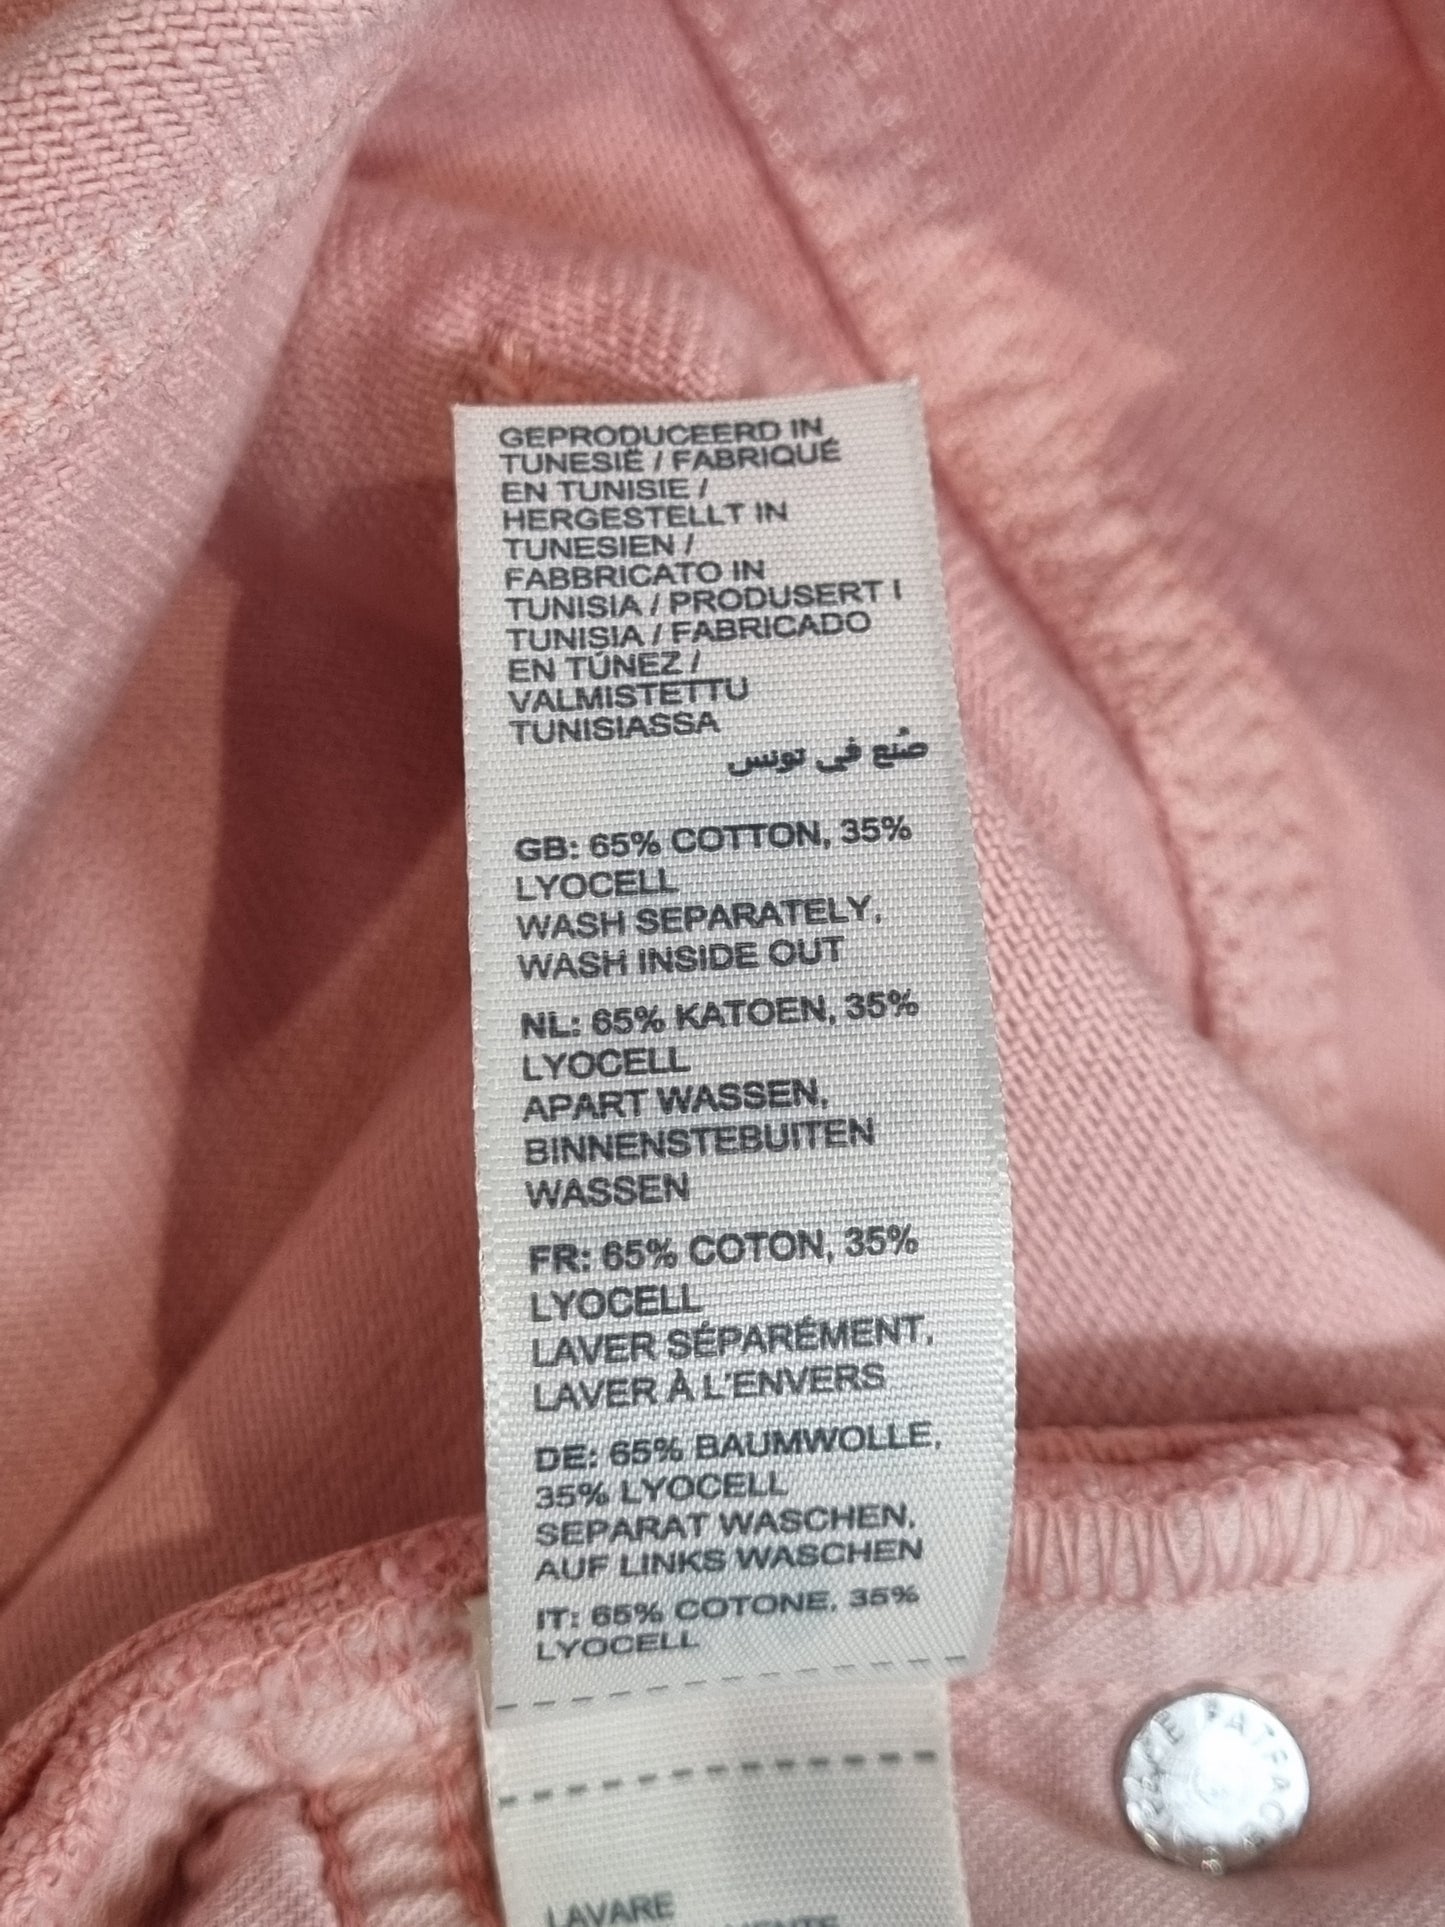 GEPRODUCEERD IN
TUNESIË / FABRIQUÉ
EN TUNISIE /
HERGESTELLT IN
TUNESIEN /
FABBRICATO IN
TUNISIA / PRODUSERT I
TUNISIA / FABRICADO
EN TÚNEZ /
VALMISTETTU
TUNISIASSA
صُنع في تونس
GB: 65% COTTON, 35%
LYOCELL
WASH SEPARATELY,
WASH INSIDE OUT
NL: 65% KATOEN, 35%
LYOCELL
APART WASSEN,
BINNENSTEBUITEN
WASSEN
FR: 65% COTON, 35%
LYOCELL
LAVER SÉPARÉMENT,
LAVER À L'ENVERS
DE: 65% BAUMWOLLE,
35% LYOCELL
SEPARAT WASCHEN,
AUF LINKS WASCHEN
IT: 65% COTONE, 35%
LYOCELL
LAVARE